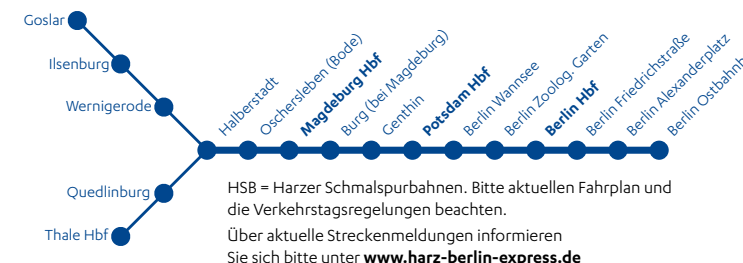 Goslar
Ilsenburg
Wernigerode
Quedlinburg
Thale Hbf
Halberstadt
Oschersleben (Bode)
Magdeburg Hbf
Burg (bei Magdeburg)
Genthin
Potsdam Hbf
Berlin Wannsee
Berlin Zoolog. Garten
Berlin Hbf
Berlin Friedrichstraße
Berlin Alexanderplatz
Berlin Ostbahnh
HSB = Harzer Schmalspurbahnen. Bitte aktuellen Fahrplan und
die Verkehrstagsregelungen beachten.
Über aktuelle Streckenmeldungen informieren
Sie sich bitte unter www.harz-berlin-express.de